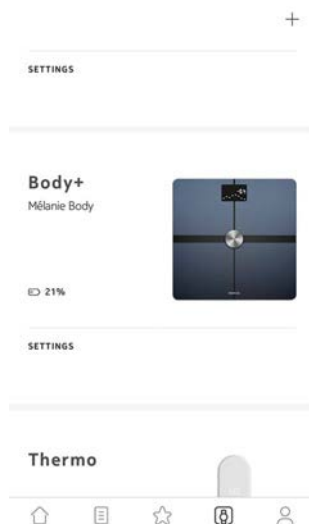 SETTINGS
Body+
Mélanie Body
21%
SETTINGS
Thermo